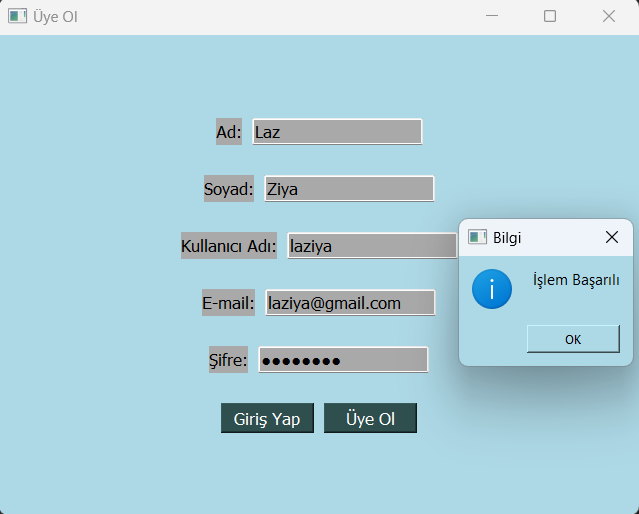 Üye Ol
Ad: Laz
Soyad: Ziya
Kullanıcı Adı: laziya
Bilgi
İşlem Başarılı
OK
E-mail: laziya@gmail.com
Şifre: ●●●●●●●●
Giriş Yap Üye Ol